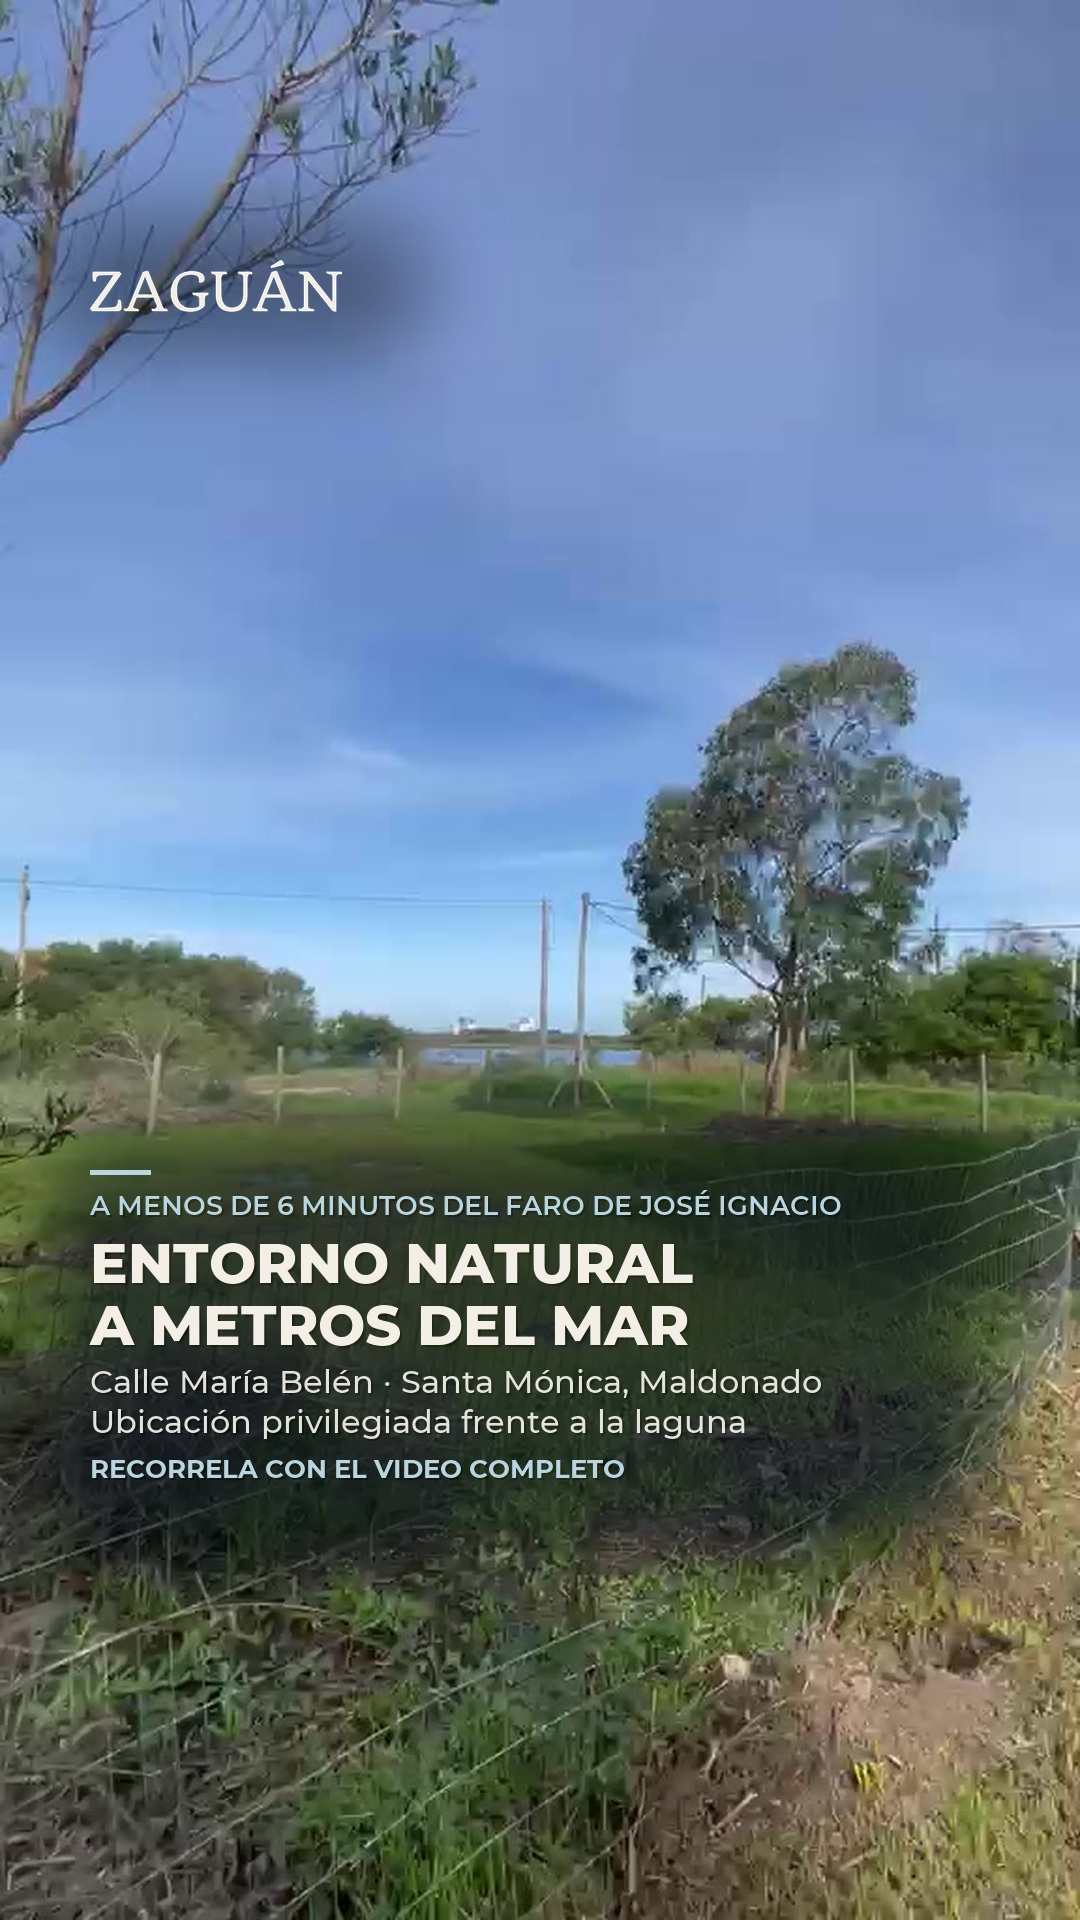 ZAGUÁN
A MENOS DE 6 MINUTOS DEL FARO DE JOSÉ IGNACIO
ENTORNO NATURAL
A METROS DEL MAR
Calle María Belén · Santa Mónica, Maldonado
Ubicación privilegiada frente a la laguna
RECORRELA CON EL VIDEO COMPLETO